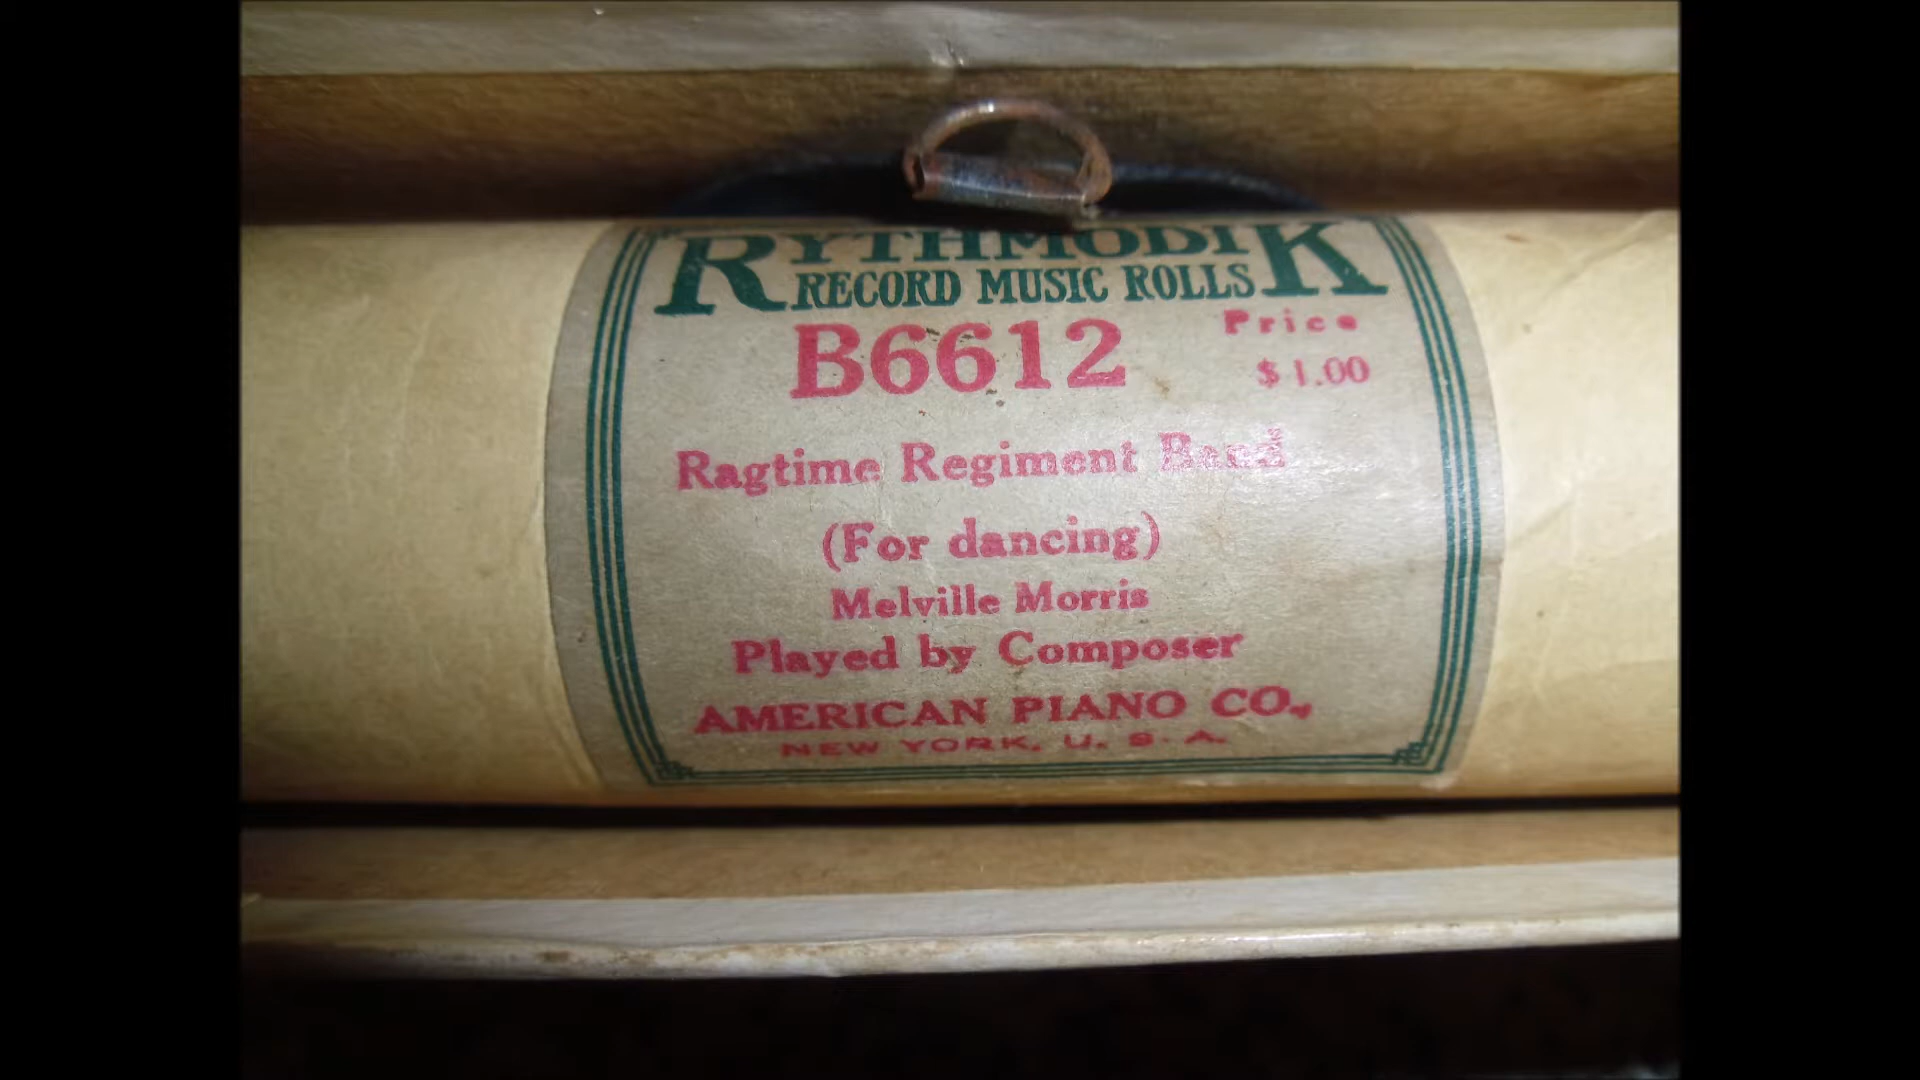 RYTHMODIK
RECORD MUSIC ROLLS
B6612
Price
$1.00
Ragtime Regiment Band
(For dancing)
Melville Morris
Played by Composer
AMERICAN PIANO CO.
NEW YORK, U. S. A.